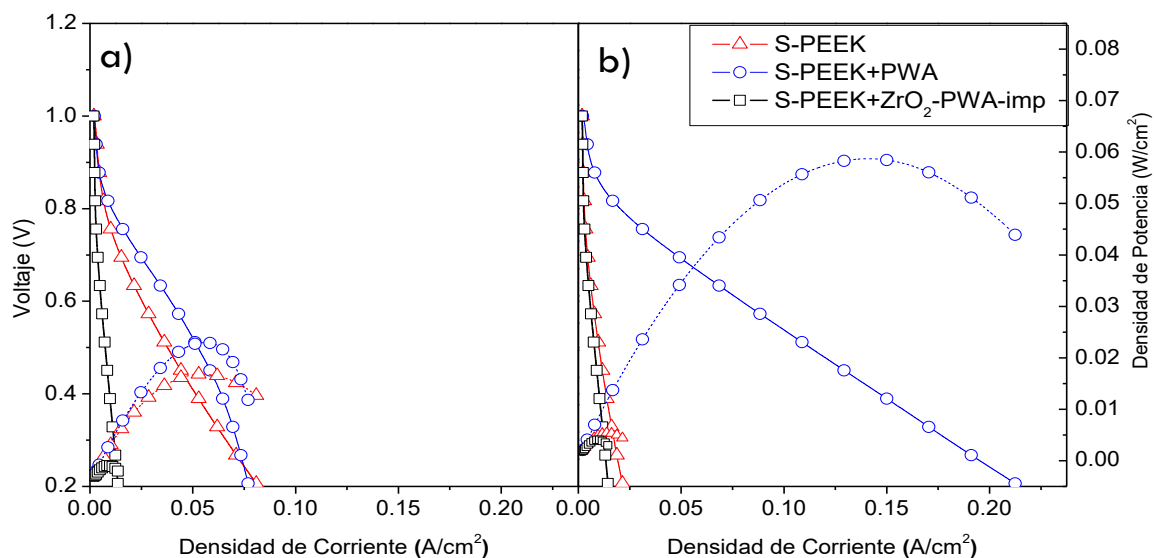 a)
b)
S-PEEK
S-PEEK+PWA
S-PEEK+ZrO2-PWA-imp
1.2
1.0
0.8
0.6
0.4
0.2
Voltaje (V)
0.08
0.07
0.06
0.05
0.04
0.03
0.02
0.01
0.00
Densidad de Potencia (W/cm2)
0.00 0.05 0.10 0.15 0.20
0.00 0.05 0.10 0.15 0.20
Densidad de Corriente (A/cm2)
Densidad de Corriente (A/cm2)